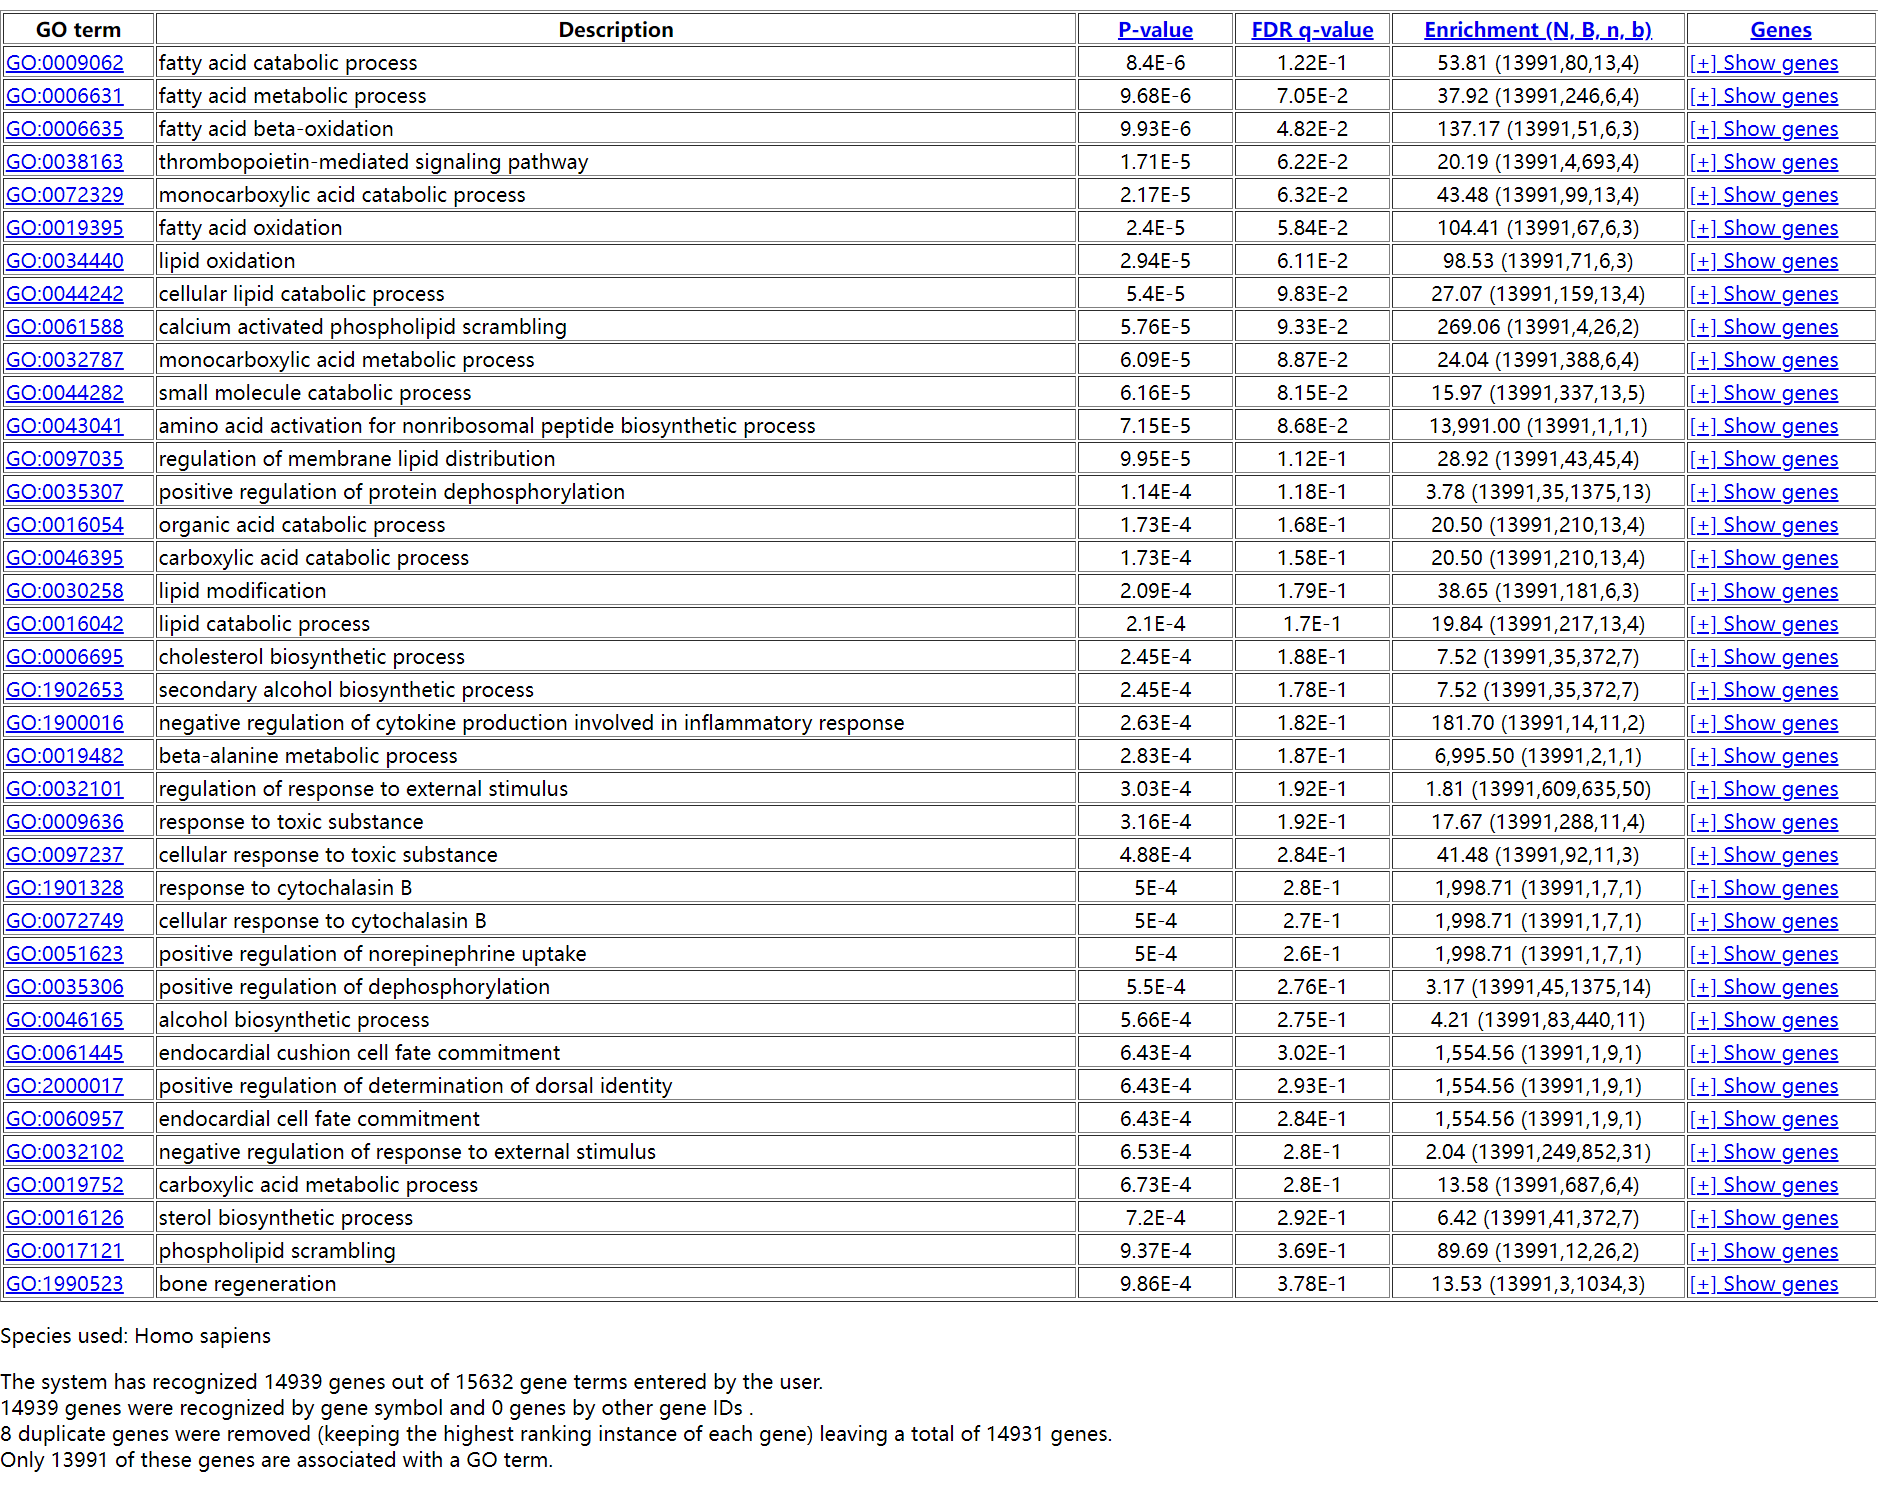 GO term Description P-value FDR q-value Enrichment (N, B, n, b) Genes
GO:0009062 fatty acid catabolic process 8.4E-6 1.22E-1 53.81 (13991,80,13,4) [+] Show genes
GO:0006631 fatty acid metabolic process 9.68E-6 7.05E-2 37.92 (13991,246,6,4) [+] Show genes
GO:0006635 fatty acid beta-oxidation 9.93E-6 4.82E-2 137.17 (13991,51,6,3) [+] Show genes
GO:0038163 thrombopoietin-mediated signaling pathway 1.71E-5 6.22E-2 20.19 (13991,4,693,4) [+] Show genes
GO:0072329 monocarboxylic acid catabolic process 2.17E-5 6.32E-2 43.48 (13991,99,13,4) [+] Show genes
GO:0019395 fatty acid oxidation 2.4E-5 5.84E-2 104.41 (13991,67,6,3) [+] Show genes
GO:0034440 lipid oxidation 2.94E-5 6.11E-2 98.53 (13991,71,6,3) [+] Show genes
GO:0044242 cellular lipid catabolic process 5.4E-5 9.83E-2 27.07 (13991,159,13,4) [+] Show genes
GO:0061588 calcium activated phospholipid scrambling 5.76E-5 9.33E-2 269.06 (13991,4,26,2) [+] Show genes
GO:0032787 monocarboxylic acid metabolic process 6.09E-5 8.87E-2 24.04 (13991,388,6,4) [+] Show genes
GO:0044282 small molecule catabolic process 6.16E-5 8.15E-2 15.97 (13991,337,13,5) [+] Show genes
GO:0043041 amino acid activation for nonribosomal peptide biosynthetic process 7.15E-5 8.68E-2 13,991.00 (13991,1,1,1) [+] Show genes
GO:0097035 regulation of membrane lipid distribution 9.95E-5 1.12E-1 28.92 (13991,43,45,4) [+] Show genes
GO:0035307 positive regulation of protein dephosphorylation 1.14E-4 1.18E-1 3.78 (13991,35,1375,13) [+] Show genes
GO:0016054 organic acid catabolic process 1.73E-4 1.68E-1 20.50 (13991,210,13,4) [+] Show genes
GO:0046395 carboxylic acid catabolic process 1.73E-4 1.58E-1 20.50 (13991,210,13,4) [+] Show genes
GO:0030258 lipid modification 2.09E-4 1.79E-1 38.65 (13991,181,6,3) [+] Show genes
GO:0016042 lipid catabolic process 2.1E-4 1.7E-1 19.84 (13991,217,13,4) [+] Show genes
GO:0006695 cholesterol biosynthetic process 2.45E-4 1.88E-1 7.52 (13991,35,372,7) [+] Show genes
GO:1902653 secondary alcohol biosynthetic process 2.45E-4 1.78E-1 7.52 (13991,35,372,7) [+] Show genes
GO:1900016 negative regulation of cytokine production involved in inflammatory response 2.63E-4 1.82E-1 181.70 (13991,14,11,2) [+] Show genes
GO:0019482 beta-alanine metabolic process 2.83E-4 1.87E-1 6,995.50 (13991,2,1,1) [+] Show genes
GO:0032101 regulation of response to external stimulus 3.03E-4 1.92E-1 1.81 (13991,609,635,50) [+] Show genes
GO:0009636 response to toxic substance 3.16E-4 1.92E-1 17.67 (13991,288,11,4) [+] Show genes
GO:0097237 cellular response to toxic substance 4.88E-4 2.84E-1 41.48 (13991,92,11,3) [+] Show genes
GO:1901328 response to cytochalasin B 5E-4 2.8E-1 1,998.71 (13991,1,7,1) [+] Show genes
GO:0072749 cellular response to cytochalasin B 5E-4 2.7E-1 1,998.71 (13991,1,7,1) [+] Show genes
GO:0051623 positive regulation of norepinephrine uptake 5E-4 2.6E-1 1,998.71 (13991,1,7,1) [+] Show genes
GO:0035306 positive regulation of dephosphorylation 5.5E-4 2.76E-1 3.17 (13991,45,1375,14) [+] Show genes
GO:0046165 alcohol biosynthetic process 5.66E-4 2.75E-1 4.21 (13991,83,440,11) [+] Show genes
GO:0061445 endocardial cushion cell fate commitment 6.43E-4 3.02E-1 1,554.56 (13991,1,9,1) [+] Show genes
GO:2000017 positive regulation of determination of dorsal identity 6.43E-4 2.93E-1 1,554.56 (13991,1,9,1) [+] Show genes
GO:0060957 endocardial cell fate commitment 6.43E-4 2.84E-1 1,554.56 (13991,1,9,1) [+] Show genes
GO:0032102 negative regulation of response to external stimulus 6.53E-4 2.8E-1 2.04 (13991,249,852,31) [+] Show genes
GO:0019752 carboxylic acid metabolic process 6.73E-4 2.8E-1 13.58 (13991,687,6,4) [+] Show genes
GO:0016126 sterol biosynthetic process 7.2E-4 2.92E-1 6.42 (13991,41,372,7) [+] Show genes
GO:0017121 phospholipid scrambling 9.37E-4 3.69E-1 89.69 (13991,12,26,2) [+] Show genes
GO:1990523 bone regeneration 9.86E-4 3.78E-1 13.53 (13991,3,1034,3) [+] Show genes
Species used: Homo sapiens
The system has recognized 14939 genes out of 15632 gene terms entered by the user.
14939 genes were recognized by gene symbol and 0 genes by other gene IDs .
8 duplicate genes were removed (keeping the highest ranking instance of each gene) leaving a total of 14931 genes.
Only 13991 of these genes are associated with a GO term.